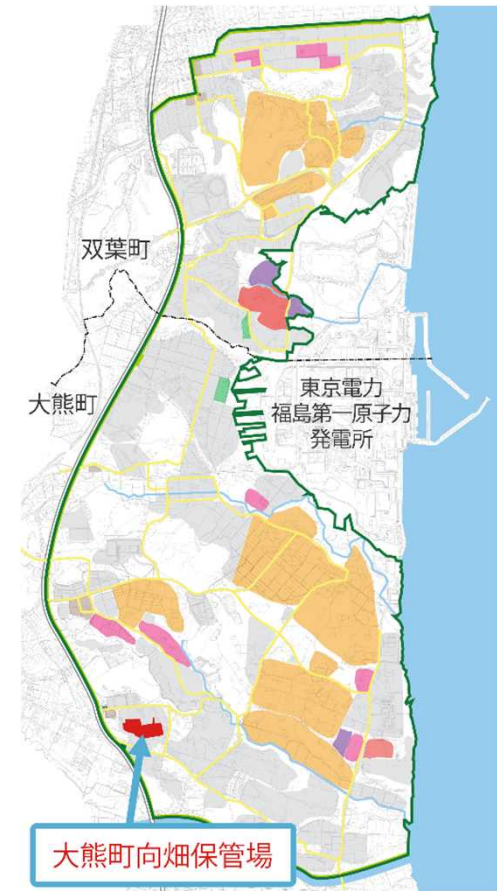 双葉町
大熊町
東京電力
福島第一原子力
発電所
大熊町向畑保管場